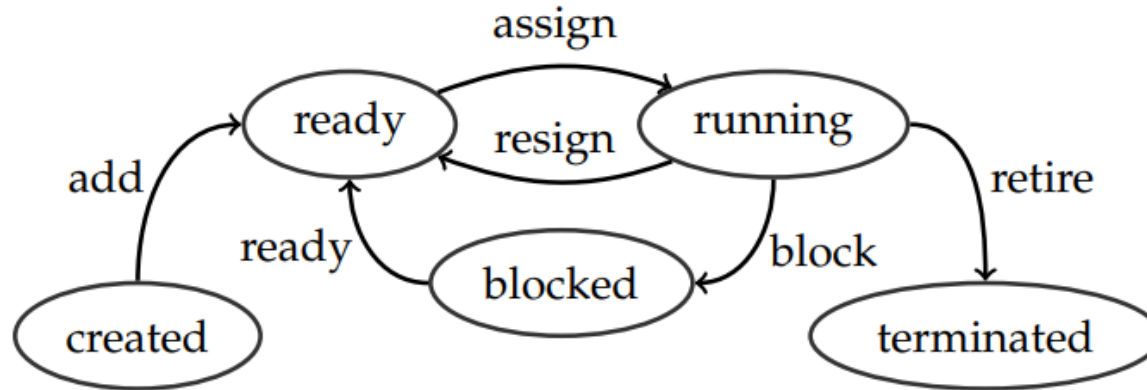 assign
ready
running
resign
add
retire
ready
block
blocked
created
terminated